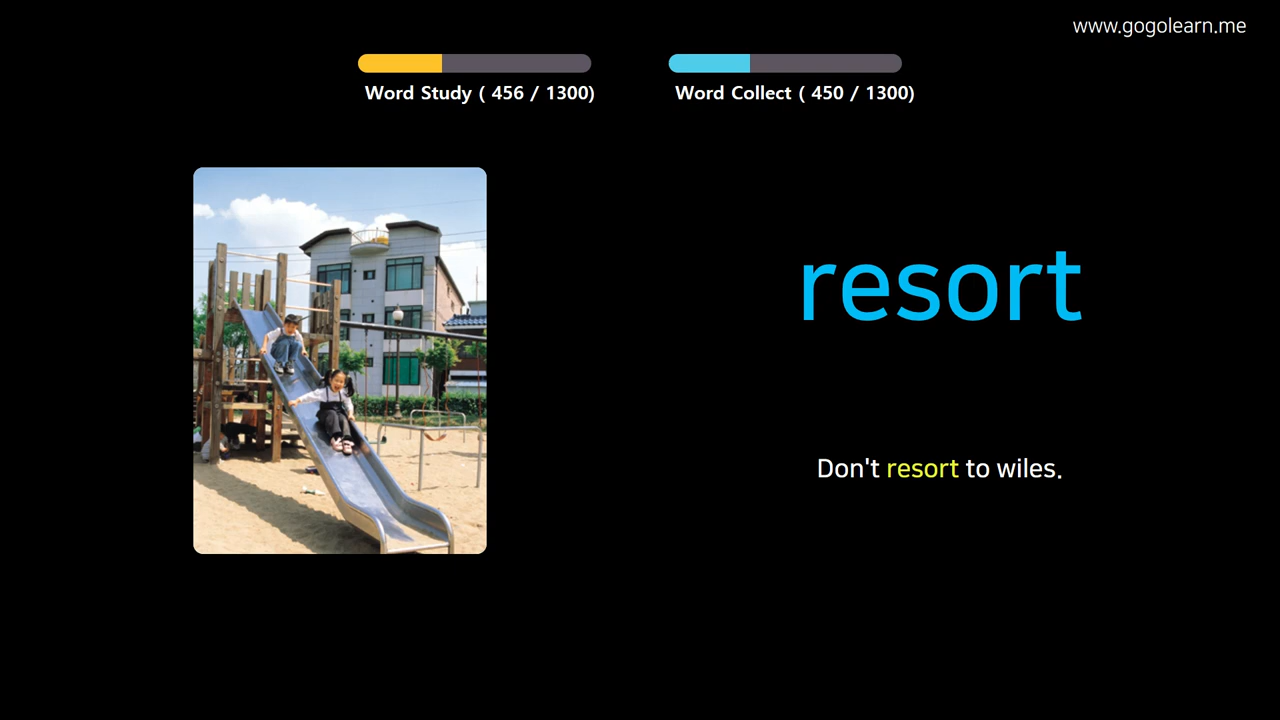 www.gogolearn.me
Word Study ( 456 / 1300)
Word Collect ( 450 / 1300)
resort
Don't resort to wiles.